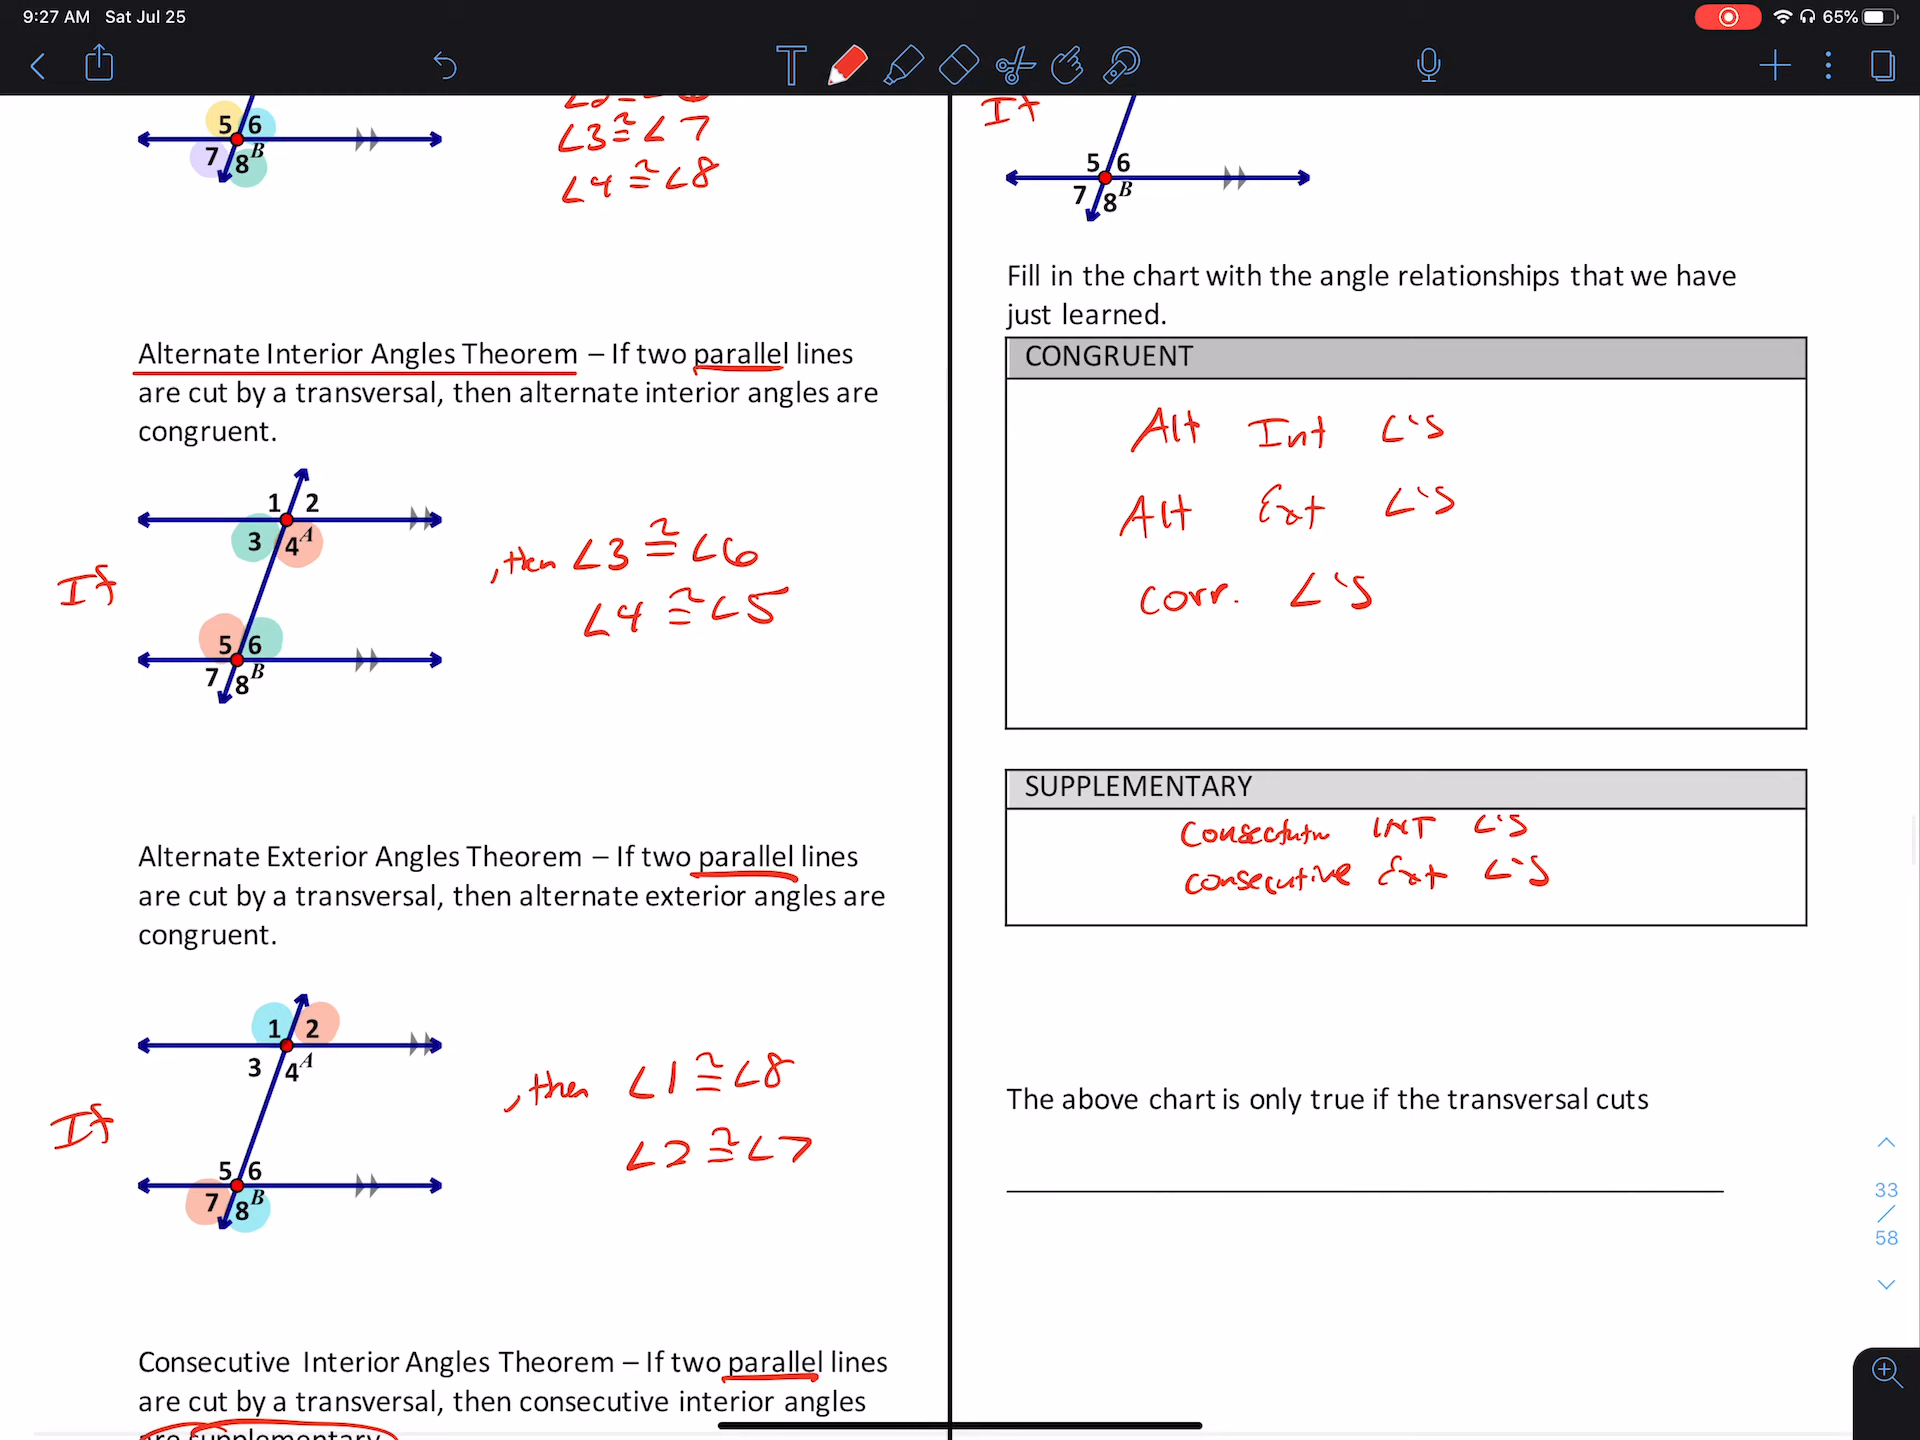 9:27 AM Sat Jul 25
65%
5 6
7 8 B
∠3 ≅ ∠7
∠4 ≅ ∠8
Alternate Interior Angles Theorem – If two parallel lines
are cut by a transversal, then alternate interior angles are
congruent.
1 2
3 4 A
If
, then ∠3 ≅ ∠6
∠4 ≅ ∠5
5 6
7 8 B
Alternate Exterior Angles Theorem – If two parallel lines
are cut by a transversal, then alternate exterior angles are
congruent.
1 2
3 4 A
If
, then ∠1 ≅ ∠8
∠2 ≅ ∠7
5 6
7 8 B
Consecutive Interior Angles Theorem – If two parallel lines
are cut by a transversal, then consecutive interior angles
are supplementary.
If
5 6
7 8 B
Fill in the chart with the angle relationships that we have
just learned.
CONGRUENT
Alt Int ∠'s
Alt Ext ∠'s
Corr. ∠'s
SUPPLEMENTARY
INT ∠'s
consecutive Ext ∠'s
The above chart is only true if the transversal cuts
33
/
58